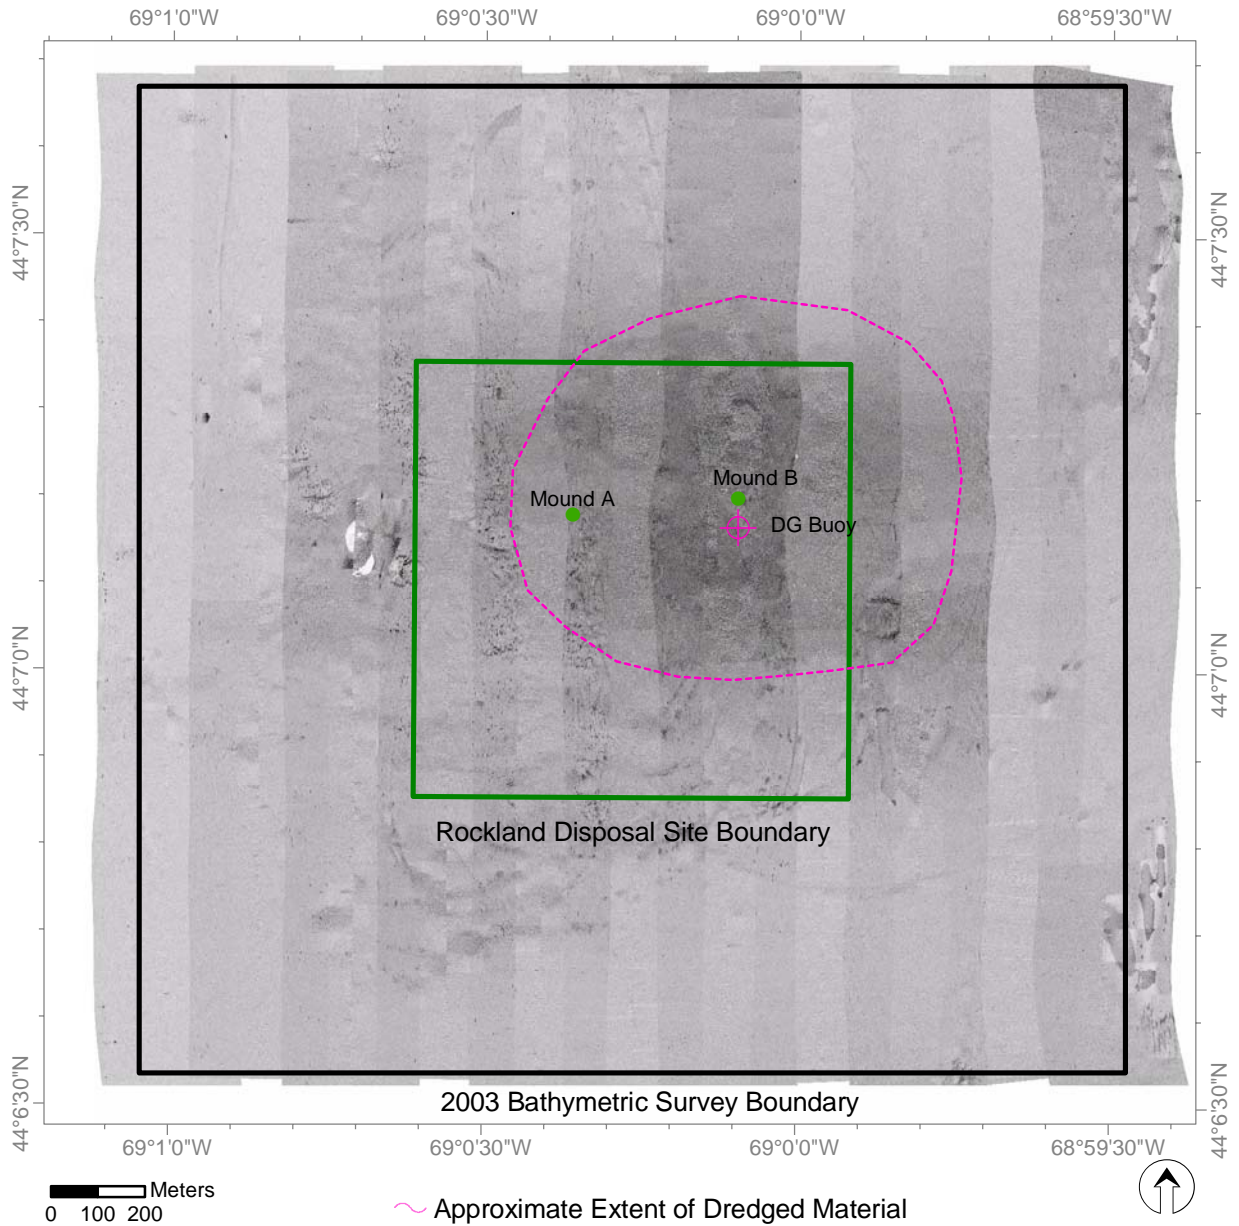 69°1'0"W 69°0'30"W 69°0'0"W 68°59'30"W
44°7'30"N
44°7'30"N
Mound B
Mound A
DG Buoy
44°7'0"N
44°7'0"N
Rockland Disposal Site Boundary
44°6'30"N
44°6'30"N
2003 Bathymetric Survey Boundary
69°1'0"W 69°0'30"W 69°0'0"W 68°59'30"W
Meters
0 100 200
Approximate Extent of Dredged Material